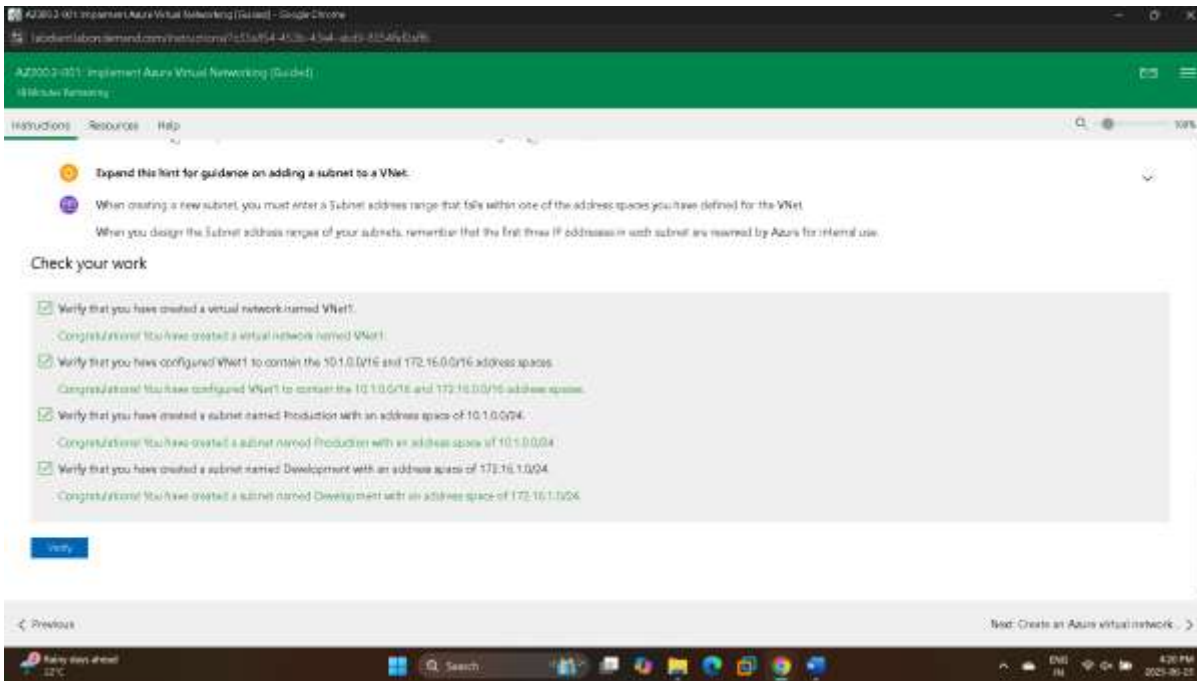 AZ2003-001: Implement Azure Virtual Networking (Guided) - Google Chrome
AZ2003-001: Implement Azure Virtual Networking (Guided)
Minutes Remaining
Instructions Resources Help
100%
Expand this hint for guidance on adding a subnet to a VNet.
When creating a new subnet, you must enter a Subnet address range that falls within one of the address spaces you have defined for the VNet.
When you design the Subnet address ranges of your subnets, remember that the first three IP addresses in each subnet are reserved by Azure for internal use.
Check your work
Verify that you have created a virtual network named VNet1.
Congratulations! You have created a virtual network named VNet1.
Verify that you have configured VNet1 to contain the 10.1.0.0/16 and 172.16.0.0/16 address spaces.
Congratulations! You have configured VNet1 to contain the 10.1.0.0/16 and 172.16.0.0/16 address spaces.
Verify that you have created a subnet named Production with an address space of 10.1.0.0/24.
Congratulations! You have created a subnet named Production with an address space of 10.1.0.0/24
Verify that you have created a subnet named Development with an address space of 172.16.1.0/24.
Congratulations! You have created a subnet named Development with an address space of 172.16.1.0/24.
Verify
Previous
Next: Create an Azure virtual network...
Rainy days ahead
Search
ENG
IN
4:20 PM